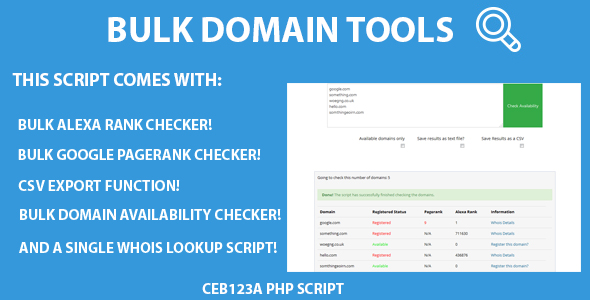 BULK DOMAIN TOOLS
THIS SCRIPT COMES WITH:
BULK ALEXA RANK CHECKER!
BULK GOOGLE PAGERANK CHECKER!
CSV EXPORT FUNCTION!
BULK DOMAIN AVAILABILITY CHECKER!
AND A SINGLE WHOIS LOOKUP SCRIPT!
google.com
something.com
woegng.co.uk
hello.com
somthingeorn.com
Check Availability
Available domains only Save results as text file? Save Results as a CSV
Going to check this number of domains: 5
Done! The script has successfully finished checking the domains.
Domain Registered Status Pagerank Alexa Rank Information
google.com Registered 9 1 Whois Details
something.com Registered N/A 711630 Whois Details
woegng.co.uk Available N/A 0 Register this domain?
hello.com Registered N/A 436876 Whois Details
somthingeorn.com Available N/A 0 Register this domain?
CEB123A PHP SCRIPT